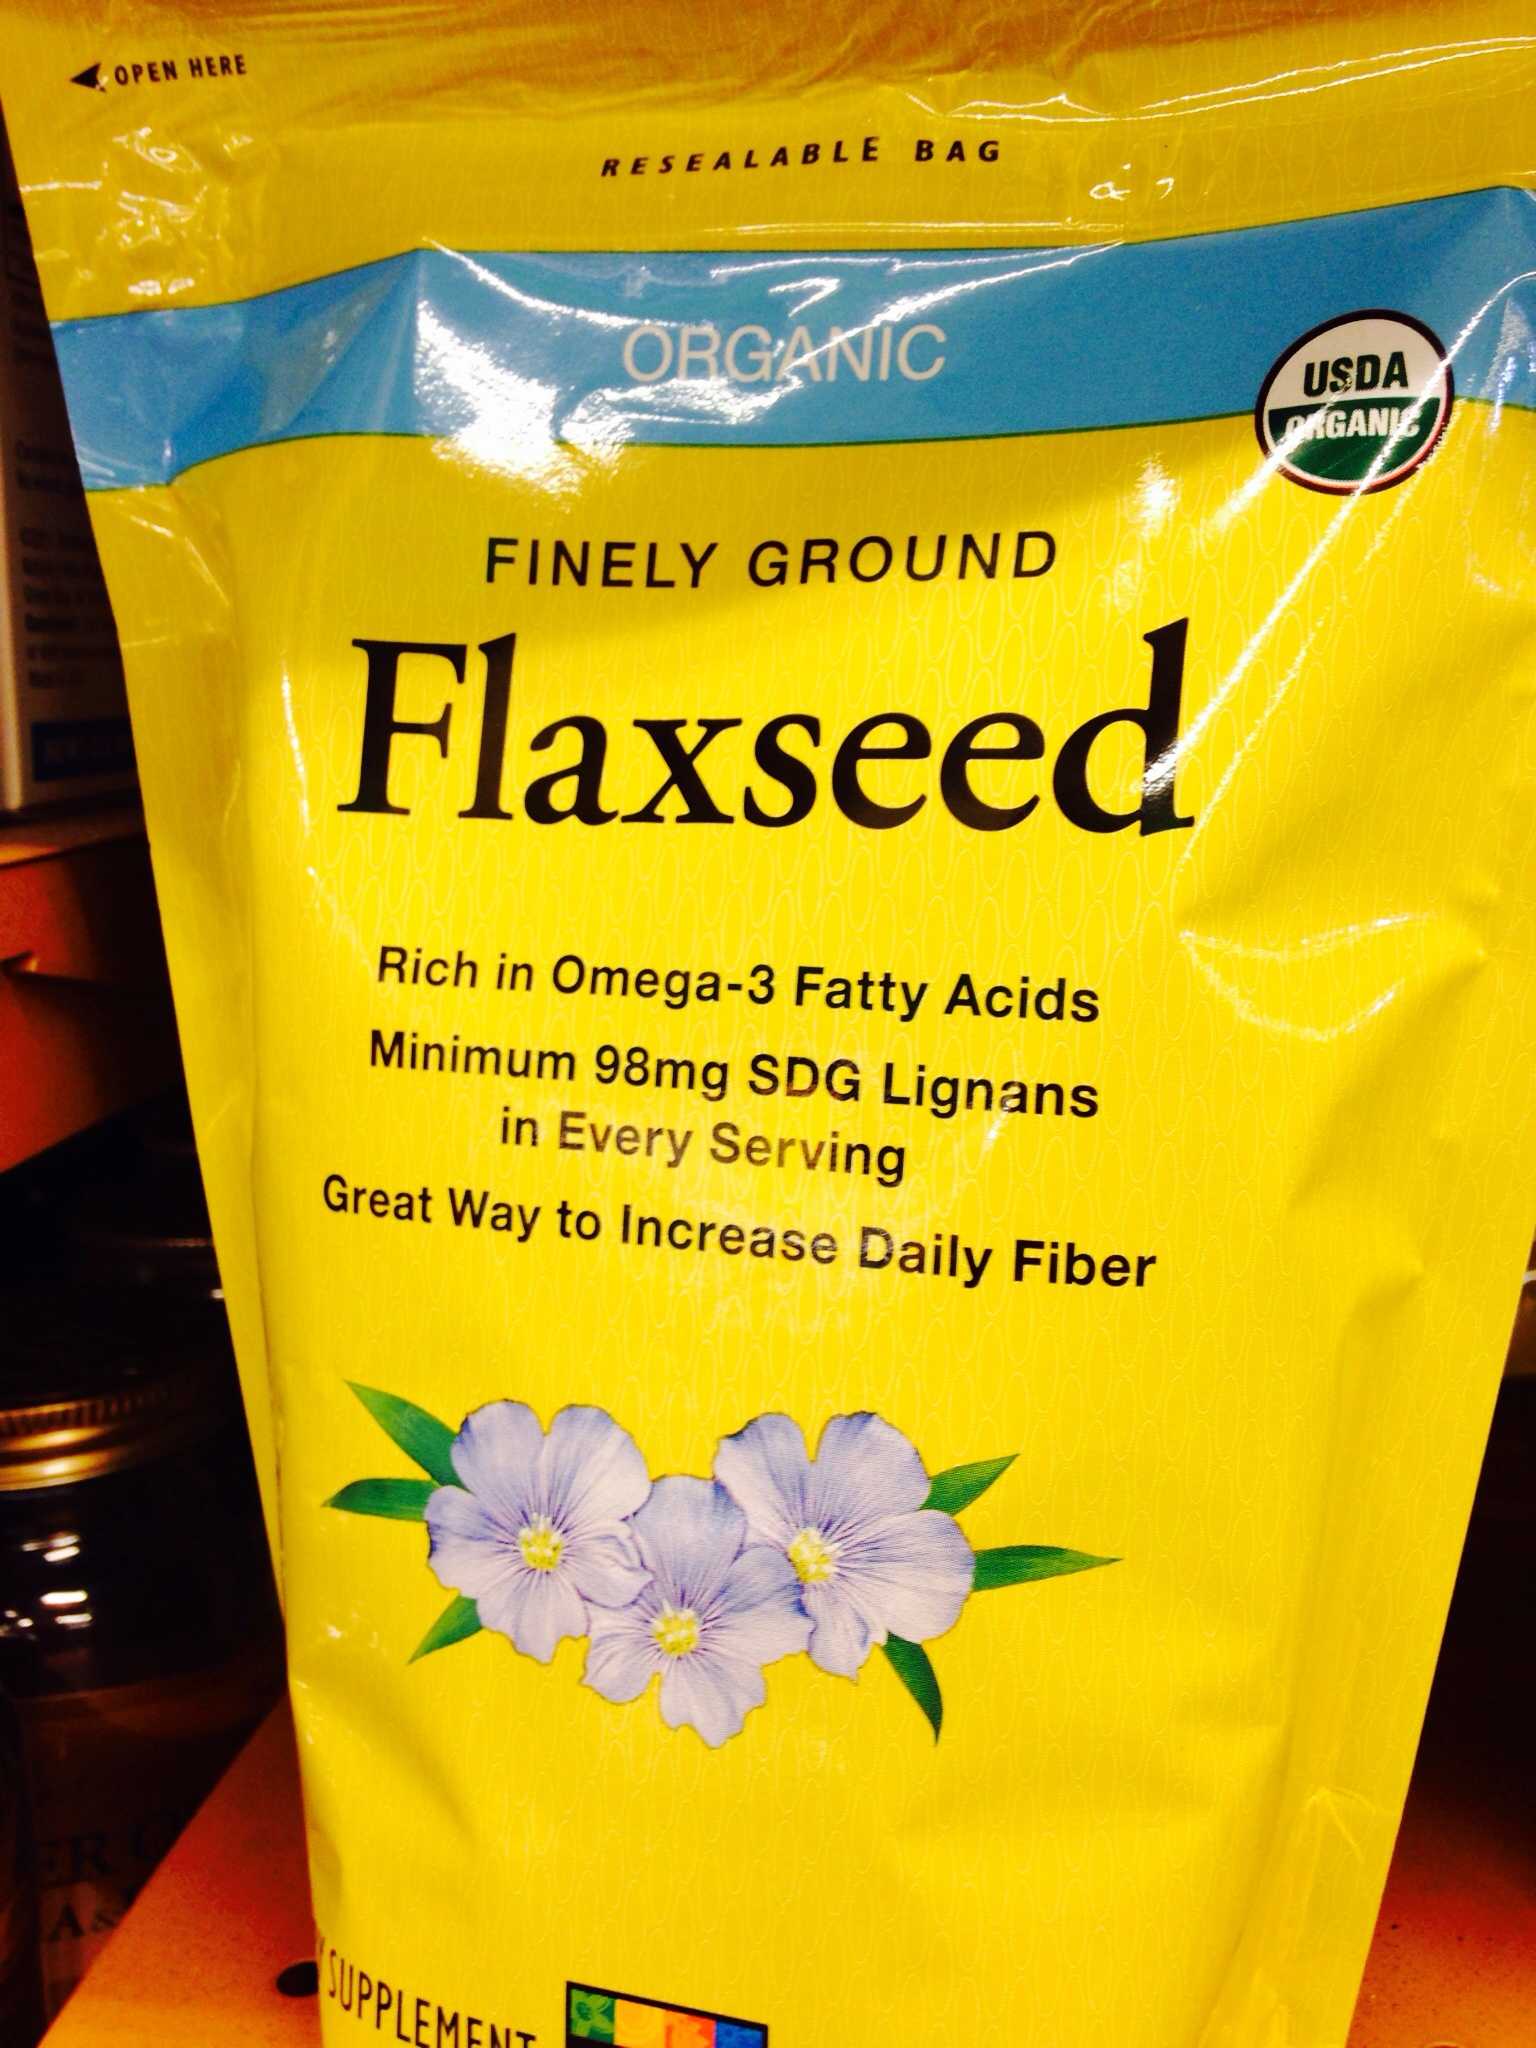 OPEN HERE
RESEALABLE BAG
ORGANIC
USDA
ORGANIC
FINELY GROUND
Flaxseed
Rich in Omega-3 Fatty Acids
Minimum 98mg SDG Lignans
in Every Serving
Great Way to Increase Daily Fiber
SUPPLEMENT